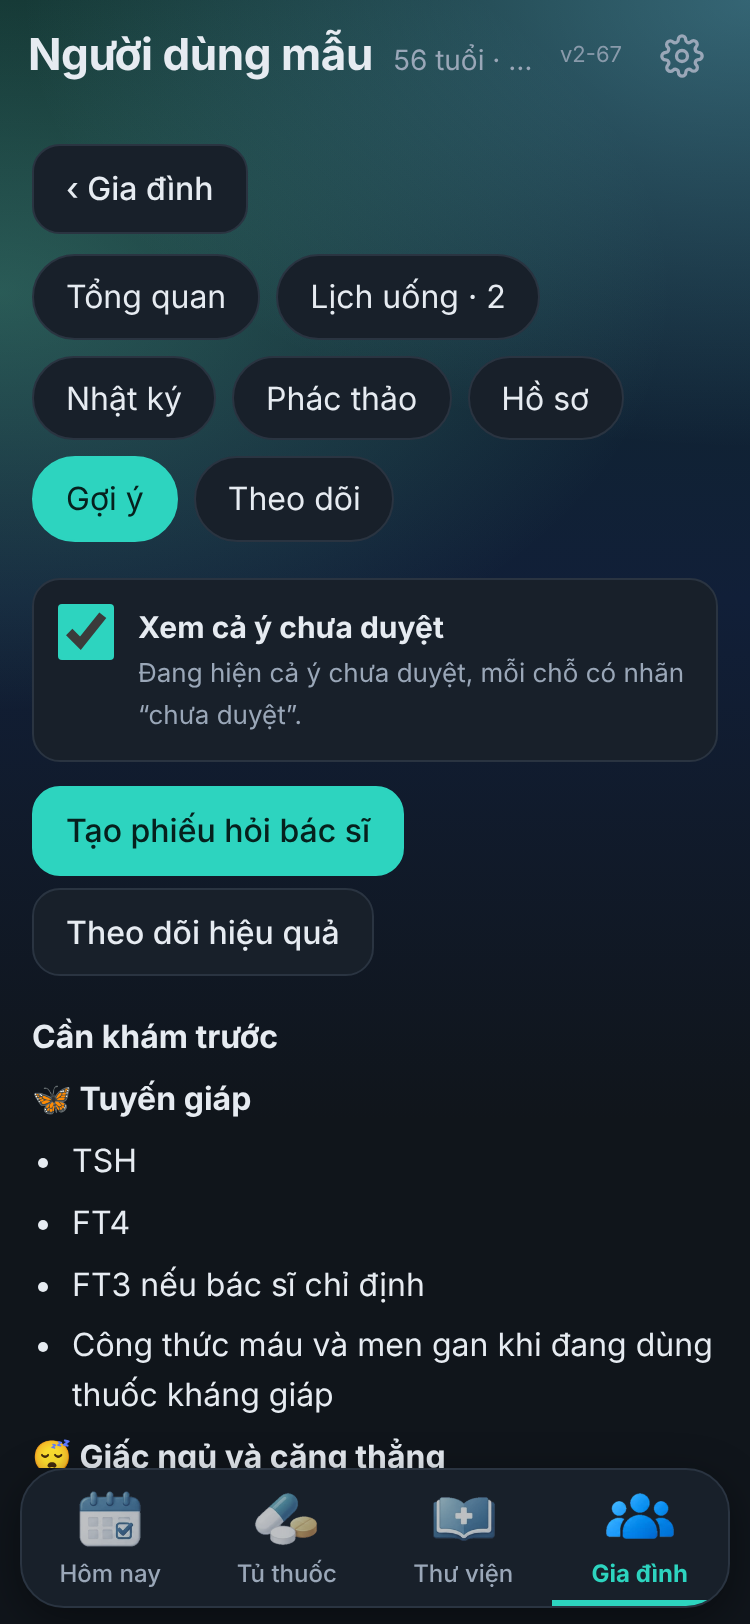 Người dùng mẫu 56 tuổi · ... v2-67
‹ Gia đình
Tổng quan
Lịch uống · 2
Nhật ký
Phác thảo
Hồ sơ
Gợi ý
Theo dõi
Xem cả ý chưa duyệt
Đang hiện cả ý chưa duyệt, mỗi chỗ có nhãn
“chưa duyệt”.
Tạo phiếu hỏi bác sĩ
Theo dõi hiệu quả
Cần khám trước
🦋 Tuyến giáp
• TSH
• FT4
• FT3 nếu bác sĩ chỉ định
• Công thức máu và men gan khi đang dùng
thuốc kháng giáp
😴 Giấc ngủ và căng thẳng
Hôm nay
Tủ thuốc
Thư viện
Gia đình